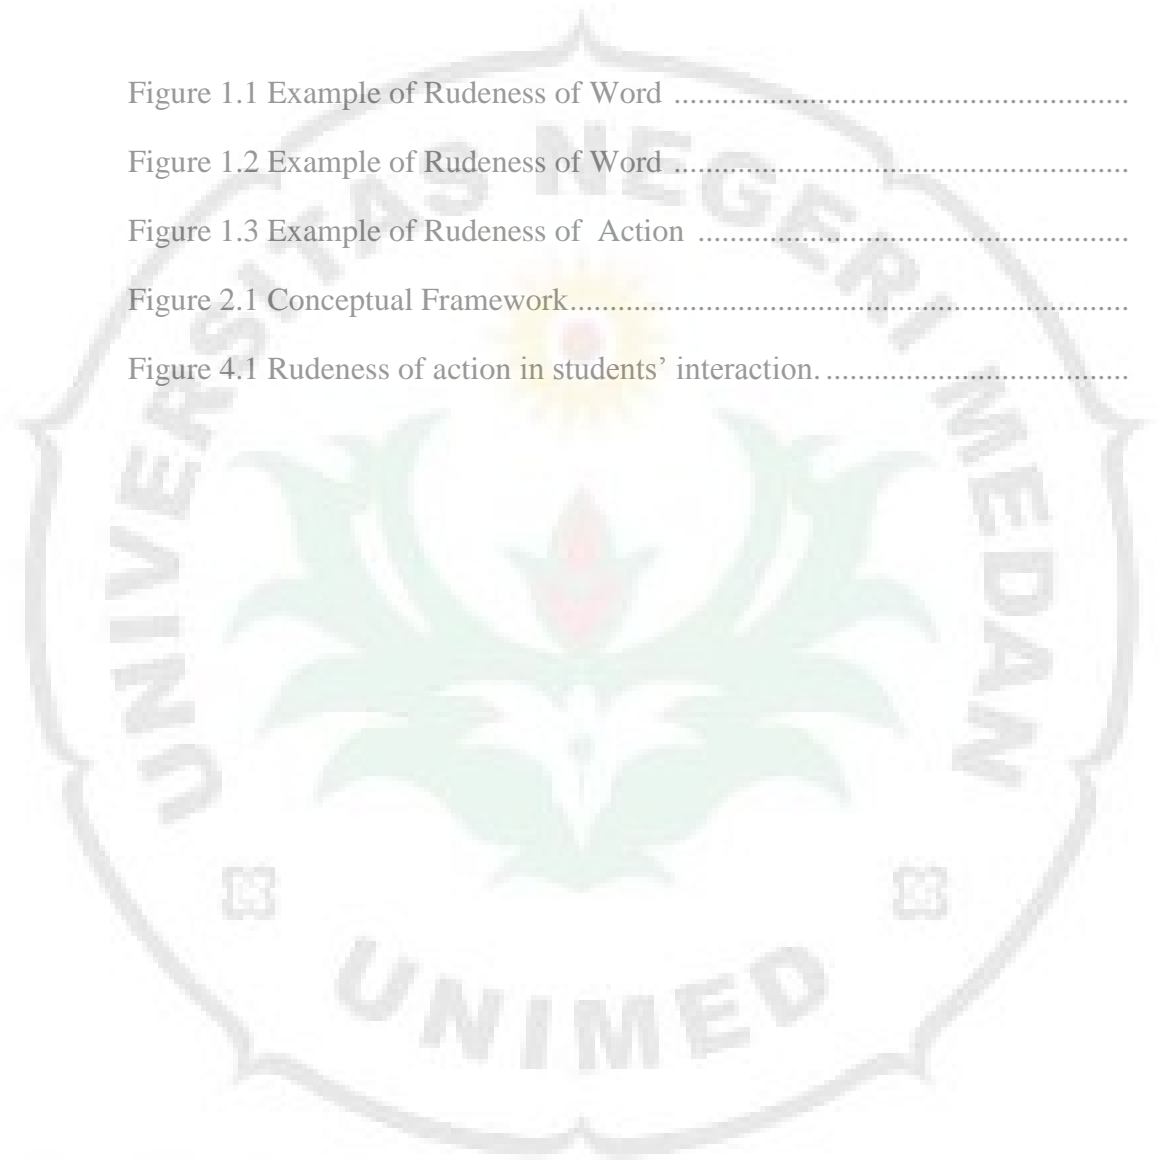 Figure 1.1 Example of Rudeness of Word ........................................................
Figure 1.2 Example of Rudeness of Word ........................................................
Figure 1.3 Example of Rudeness of  Action .....................................................
Figure 2.1 Conceptual Framework.....................................................................
Figure 4.1 Rudeness of action in students’ interaction. .....................................
UNIVERSITAS NEGERI MEDAN
UNIMED